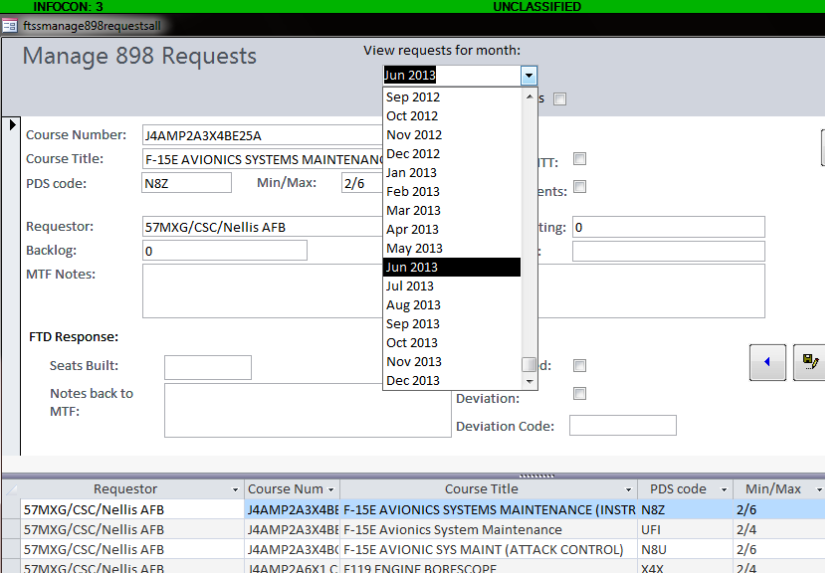 INFOCON: 3 UNCLASSIFIED
ftssmanage898requestsall
Manage 898 Requests
View requests for month:
Jun 2013
Sep 2012
Oct 2012
Nov 2012
Dec 2012
Jan 2013
Feb 2013
Mar 2013
Apr 2013
May 2013
Jun 2013
Jul 2013
Aug 2013
Sep 2013
Oct 2013
Nov 2013
Dec 2013
s
Course Number: J4AMP2A3X4BE25A
Course Title: F-15E AVIONICS SYSTEMS MAINTENANC
TT:
PDS code: N8Z Min/Max: 2/6
ents:
Requestor: 57MXG/CSC/Nellis AFB
ting: 0
Backlog: 0
MTF Notes:
FTD Response:
Seats Built:
d:
Notes back to
MTF:
Deviation:
Deviation Code:
Requestor Course Num Course Title PDS code Min/Max
57MXG/CSC/Nellis AFB J4AMP2A3X4BE F-15E AVIONICS SYSTEMS MAINTENANCE (INSTR N8Z 2/6
57MXG/CSC/Nellis AFB J4AMP2A3X4BE F-15E Avionics System Maintenance UFI 2/4
57MXG/CSC/Nellis AFB J4AMP2A3X4BC F-15E AVIONIC SYS MAINT (ATTACK CONTROL) N8U 2/6
57MXG/CSC/Nellis AFB J4AMP2A6X1 C F119 ENGINE BORESCOPE X4X 2/4